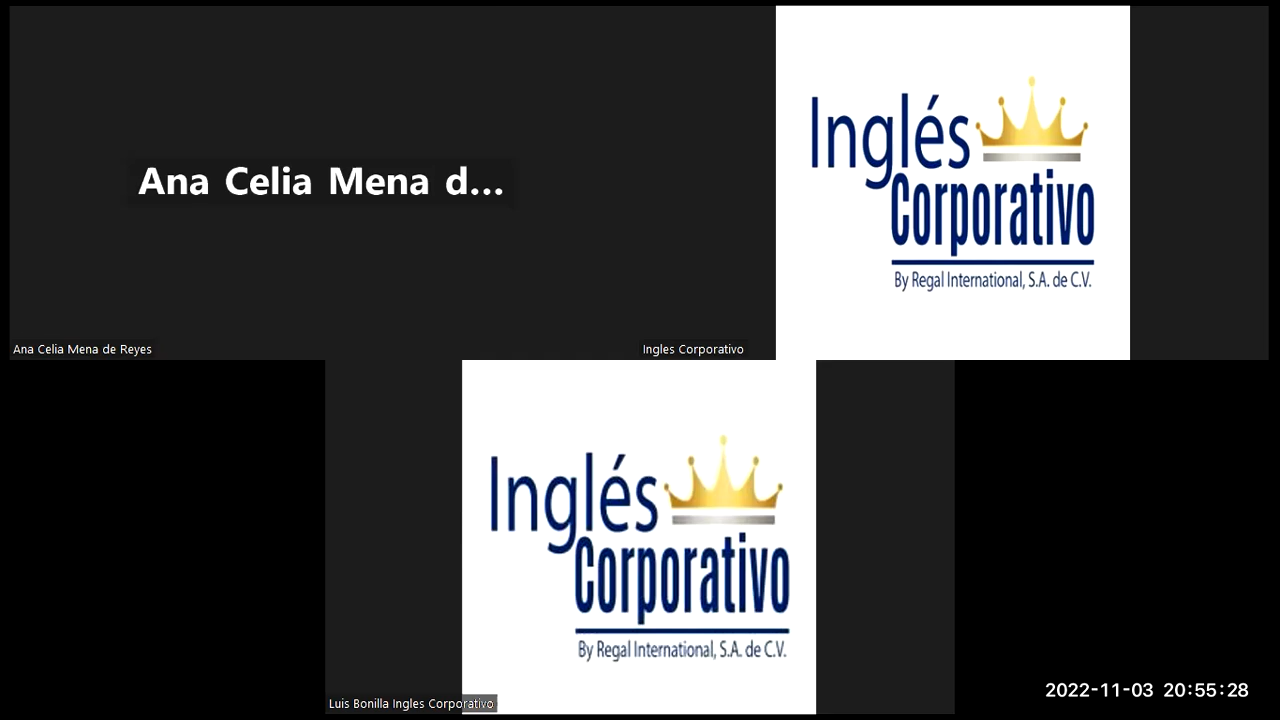 Ana Celia Mena d...
Ana Celia Mena de Reyes
Inglés
Corporativo
By Regal International, S.A. de C.V.
Ingles Corporativo
Inglés
Corporativo
By Regal International, S.A. de C.V.
Luis Bonilla Ingles Corporativo
2022-11-03 20:55:28